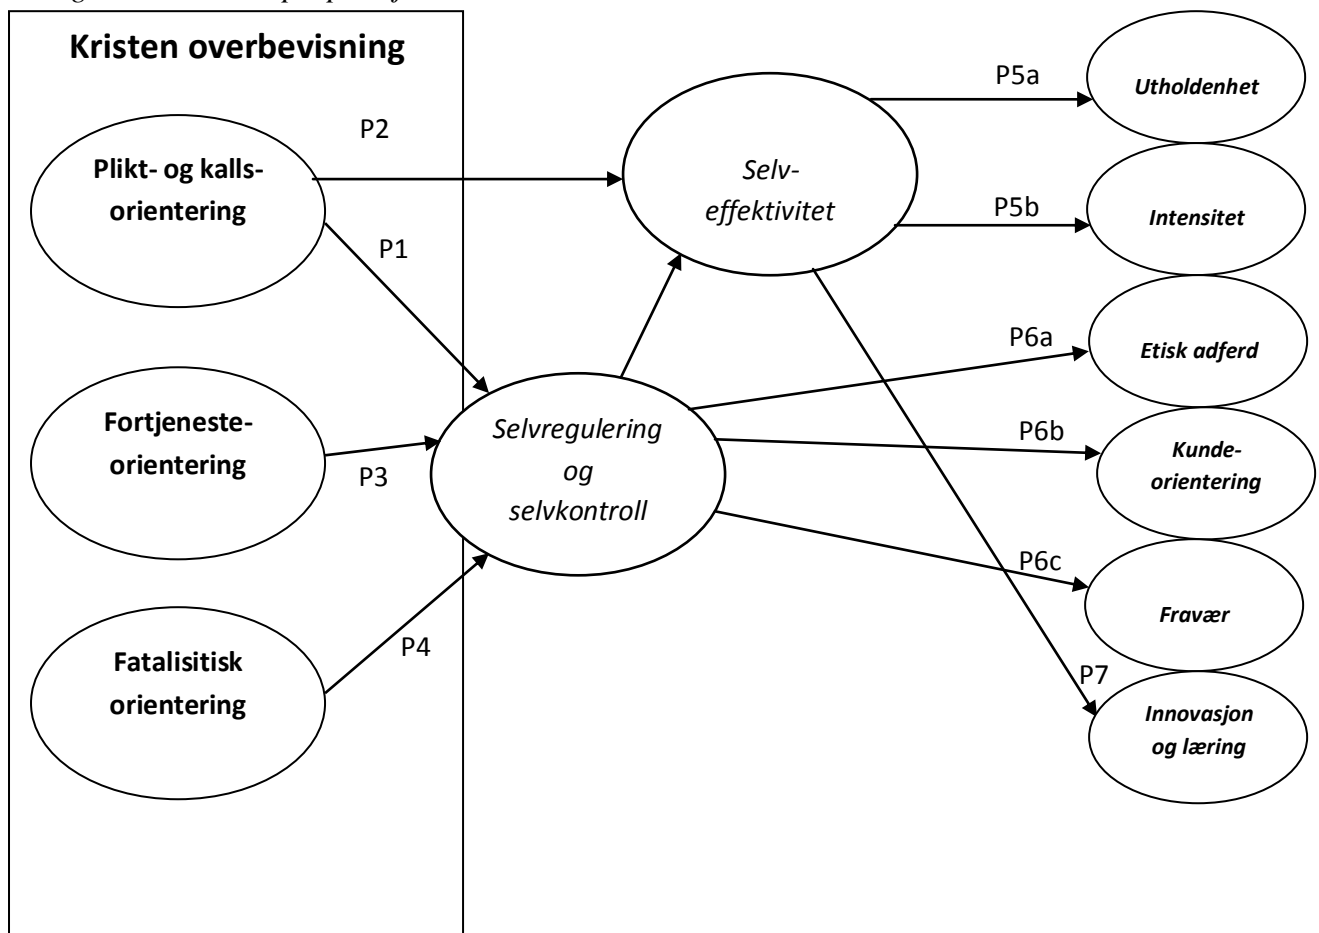 Kristen overbevisning
Plikt- og kalls-
orientering
P2
P1
Fortjeneste-
orientering
P3
Fatalisitisk
orientering
P4
Selv-
effektivitet
Selvregulering
og
selvkontroll
P5a
P5b
P6a
P6b
P6c
P7
Utholdenhet
Intensitet
Etisk adferd
Kunde-
orientering
Fravær
Innovasjon
og læring